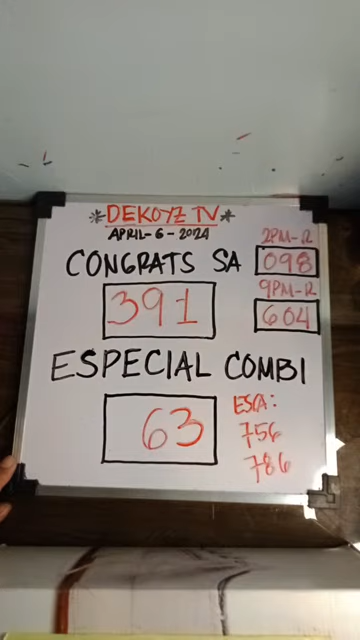 *DEKOYZ TV*
APRIL-6-2024
2PM-R
CONGRATS SA 098
9PM-R
391 604
ESPECIAL COMBI
63
ESCA:
756
786